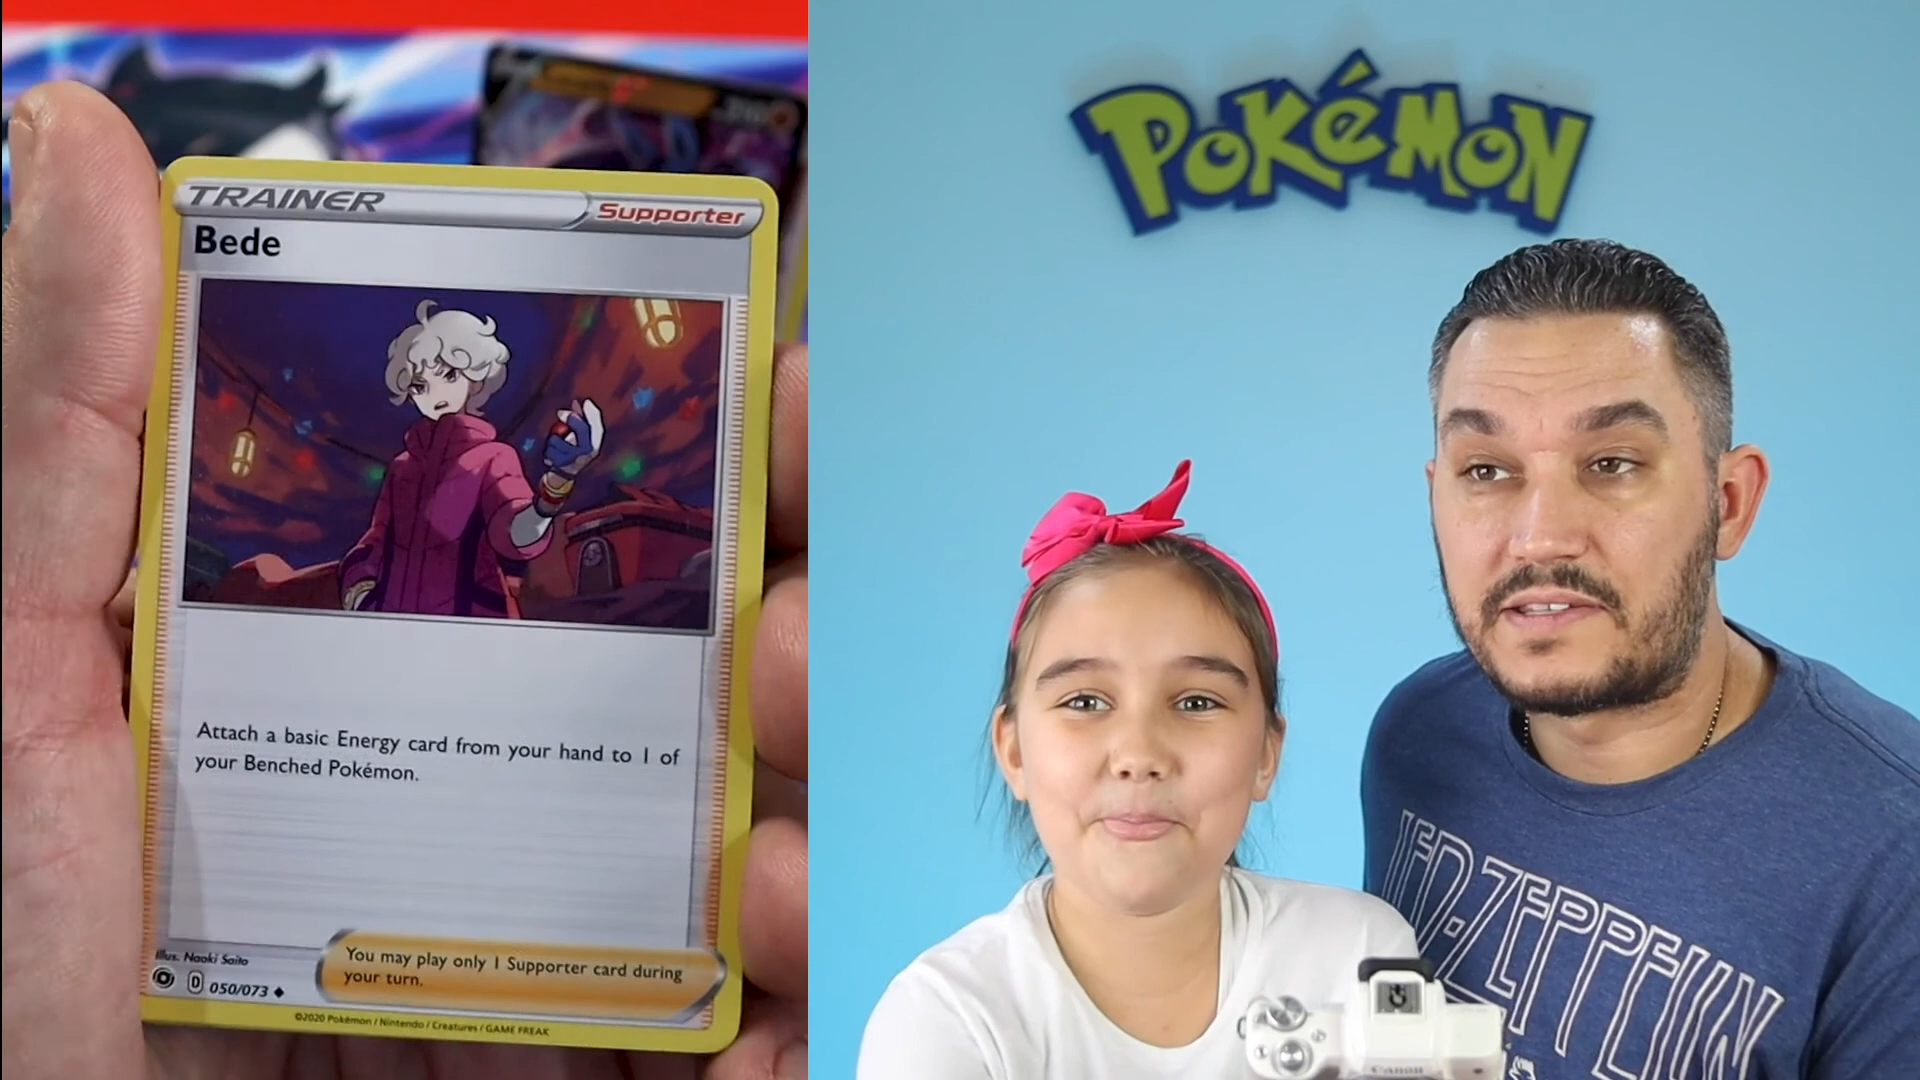 TRAINER
Supporter
Bede
Attach a basic Energy card from your hand to 1 of
your Benched Pokémon.
Illus. Naoki Saito
D 050/073
You may play only 1 Supporter card during
your turn.
©2020 Pokémon / Nintendo / Creatures / GAME FREAK
POKéMON
LED-ZEPPELIN
Canon